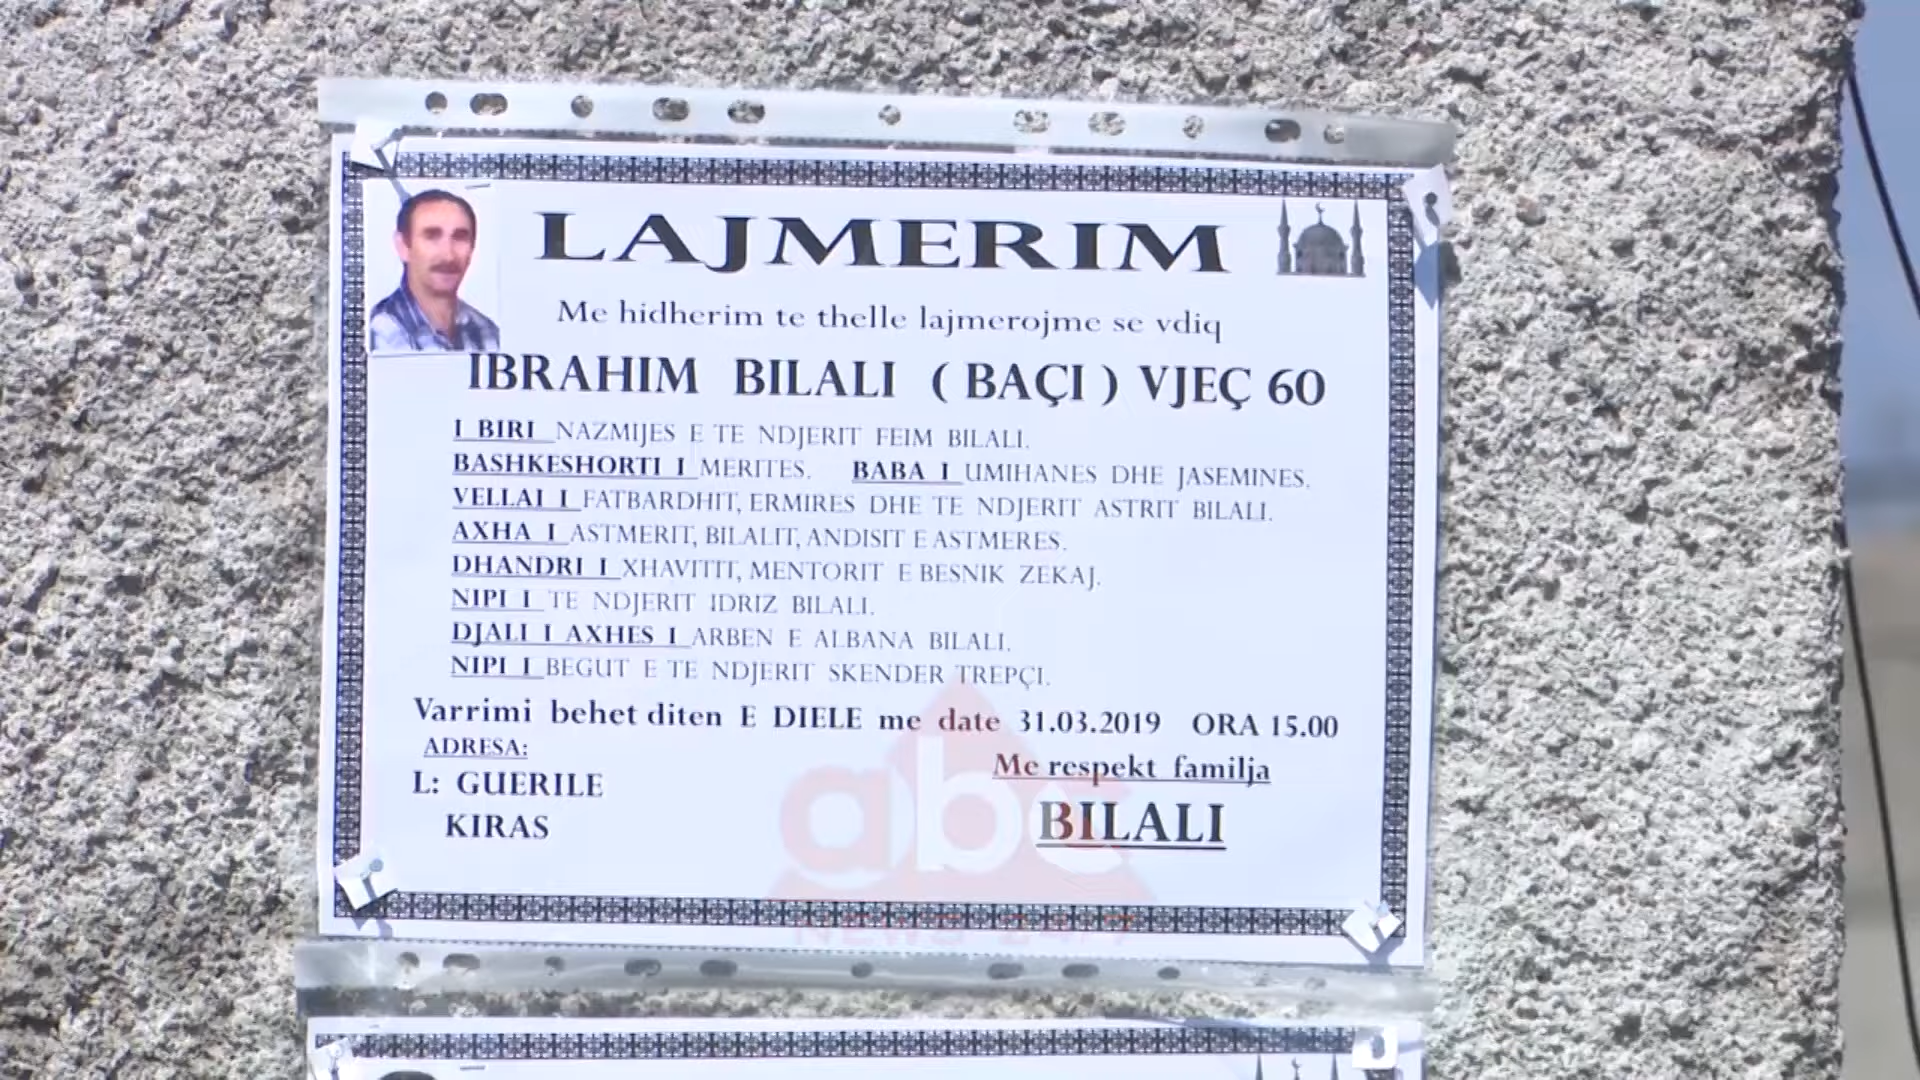 LAJMERIM
Me hidherim te thelle lajmerojme se vdiq
IBRAHIM BILALI ( BAÇI ) VJEÇ 60
I BIRI NAZMIJES E TE NDJERIT FEIM BILALI.
BASHKESHORTI I MERITES. BABA I UMIHANES DHE JASEMINES.
VELLAI I FATBARDHIT, ERMIRES DHE TE NDJERIT ASTRIT BILALI.
AXHA I ASTMERIT, BILALIT, ANDISIT E ASTMERES.
DHANDRI I XHAVITIT, MENTORIT E BESNIK ZEKAJ.
NIPI I TE NDJERIT IDRIZ BILALI.
DJALI I AXHES I ARBEN E ALBANA BILALI.
NIPI I BEGUT E TE NDJERIT SKENDER TREPÇI.
Varrimi behet diten E DIELE me date 31.03.2019 ORA 15.00
ADRESA:
L: GUERILE
KIRAS
Me respekt familja
BILALI
abc
NEWS 24/7